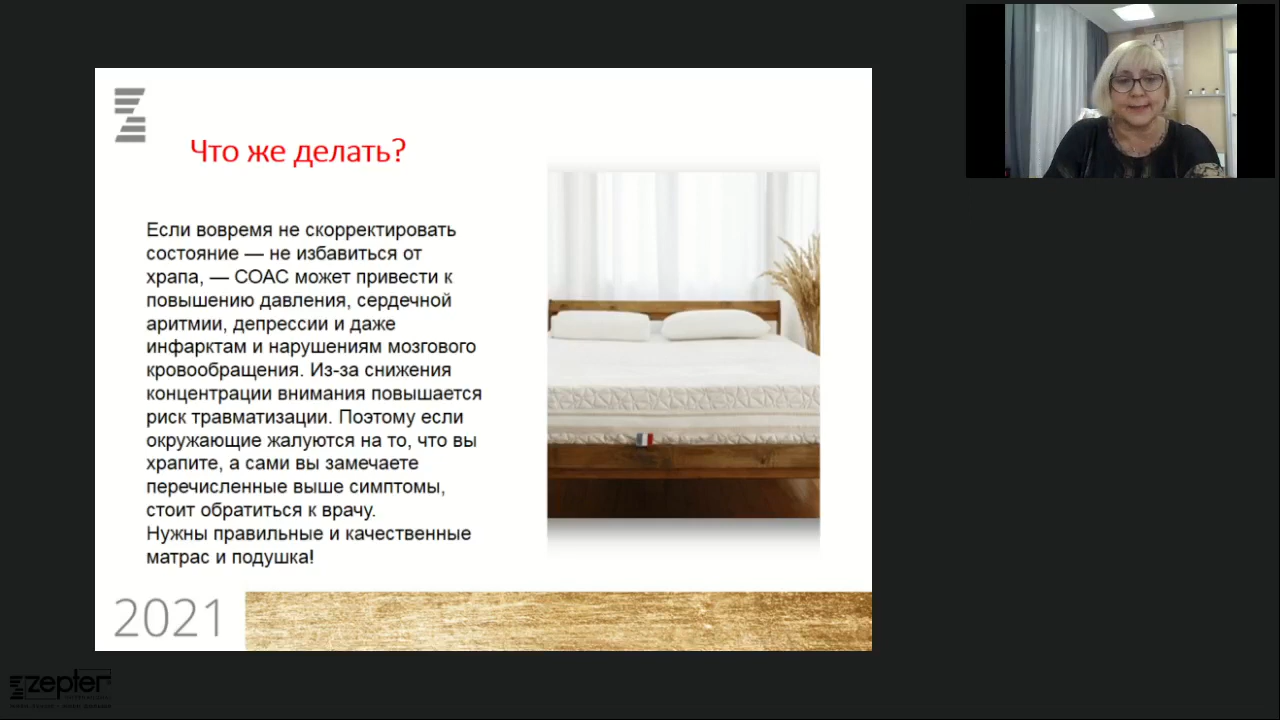 Что же делать?
Если вовремя не скорректировать
состояние — не избавиться от
храпа, — СОАС может привести к
повышению давления, сердечной
аритмии, депрессии и даже
инфарктам и нарушениям мозгового
кровообращения. Из-за снижения
концентрации внимания повышается
риск травматизации. Поэтому если
окружающие жалуются на то, что вы
храпите, а сами вы замечаете
перечисленные выше симптомы,
стоит обратиться к врачу.
Нужны правильные и качественные
матрас и подушка!
2021
zepter